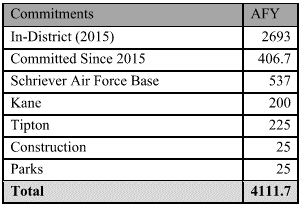 Commitments AFY
In-District (2015) 2693
Committed Since 2015 406.7
Schriever Air Force Base 537
Kane 200
Tipton 225
Construction 25
Parks 25
Total 4111.7